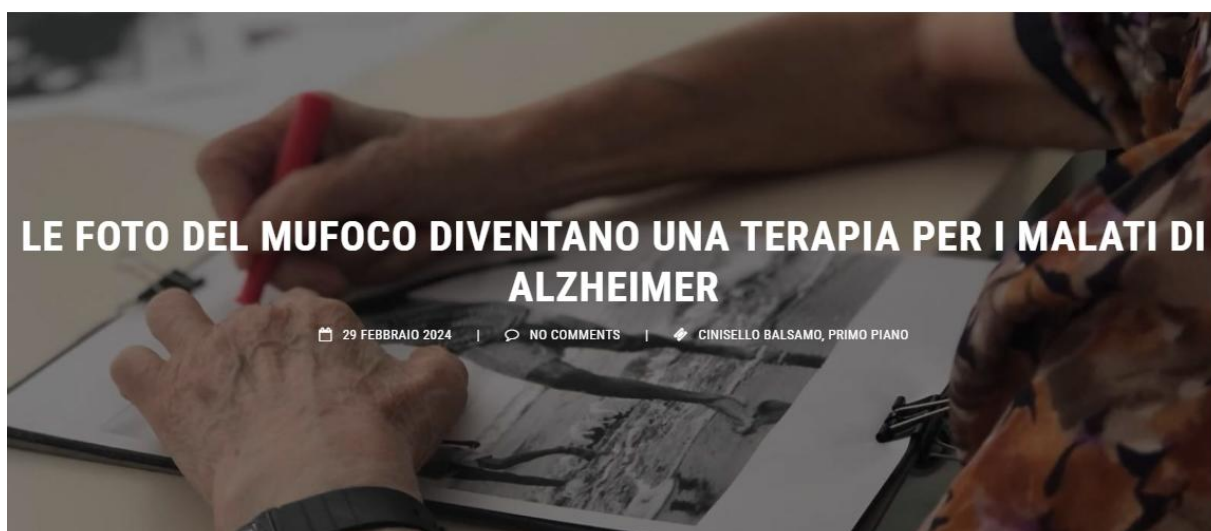 LE FOTO DEL MUFOCO DIVENTANO UNA TERAPIA PER I MALATI DI
ALZHEIMER
29 FEBBRAIO 2024 | NO COMMENTS | CINISELLO BALSAMO, PRIMO PIANO